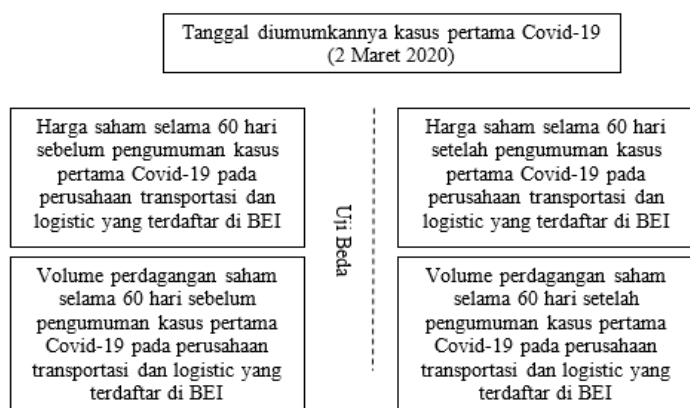 Tanggal diumumkannya kasus pertama Covid-19
(2 Maret 2020)
Harga saham selama 60 hari
sebelum pengumuman kasus
pertama Covid-19 pada
perusahaan transportasi dan
logistic yang terdaftar di BEI
Uji Beda
Harga saham selama 60 hari
setelah pengumuman kasus
pertama Covid-19 pada
perusahaan transportasi dan
logistic yang terdaftar di BEI
Volume perdagangan saham
selama 60 hari sebelum
pengumuman kasus pertama
Covid-19 pada perusahaan
transportasi dan logistic yang
terdaftar di BEI
Volume perdagangan saham
selama 60 hari setelah
pengumuman kasus pertama
Covid-19 pada perusahaan
transportasi dan logistic yang
terdaftar di BEI